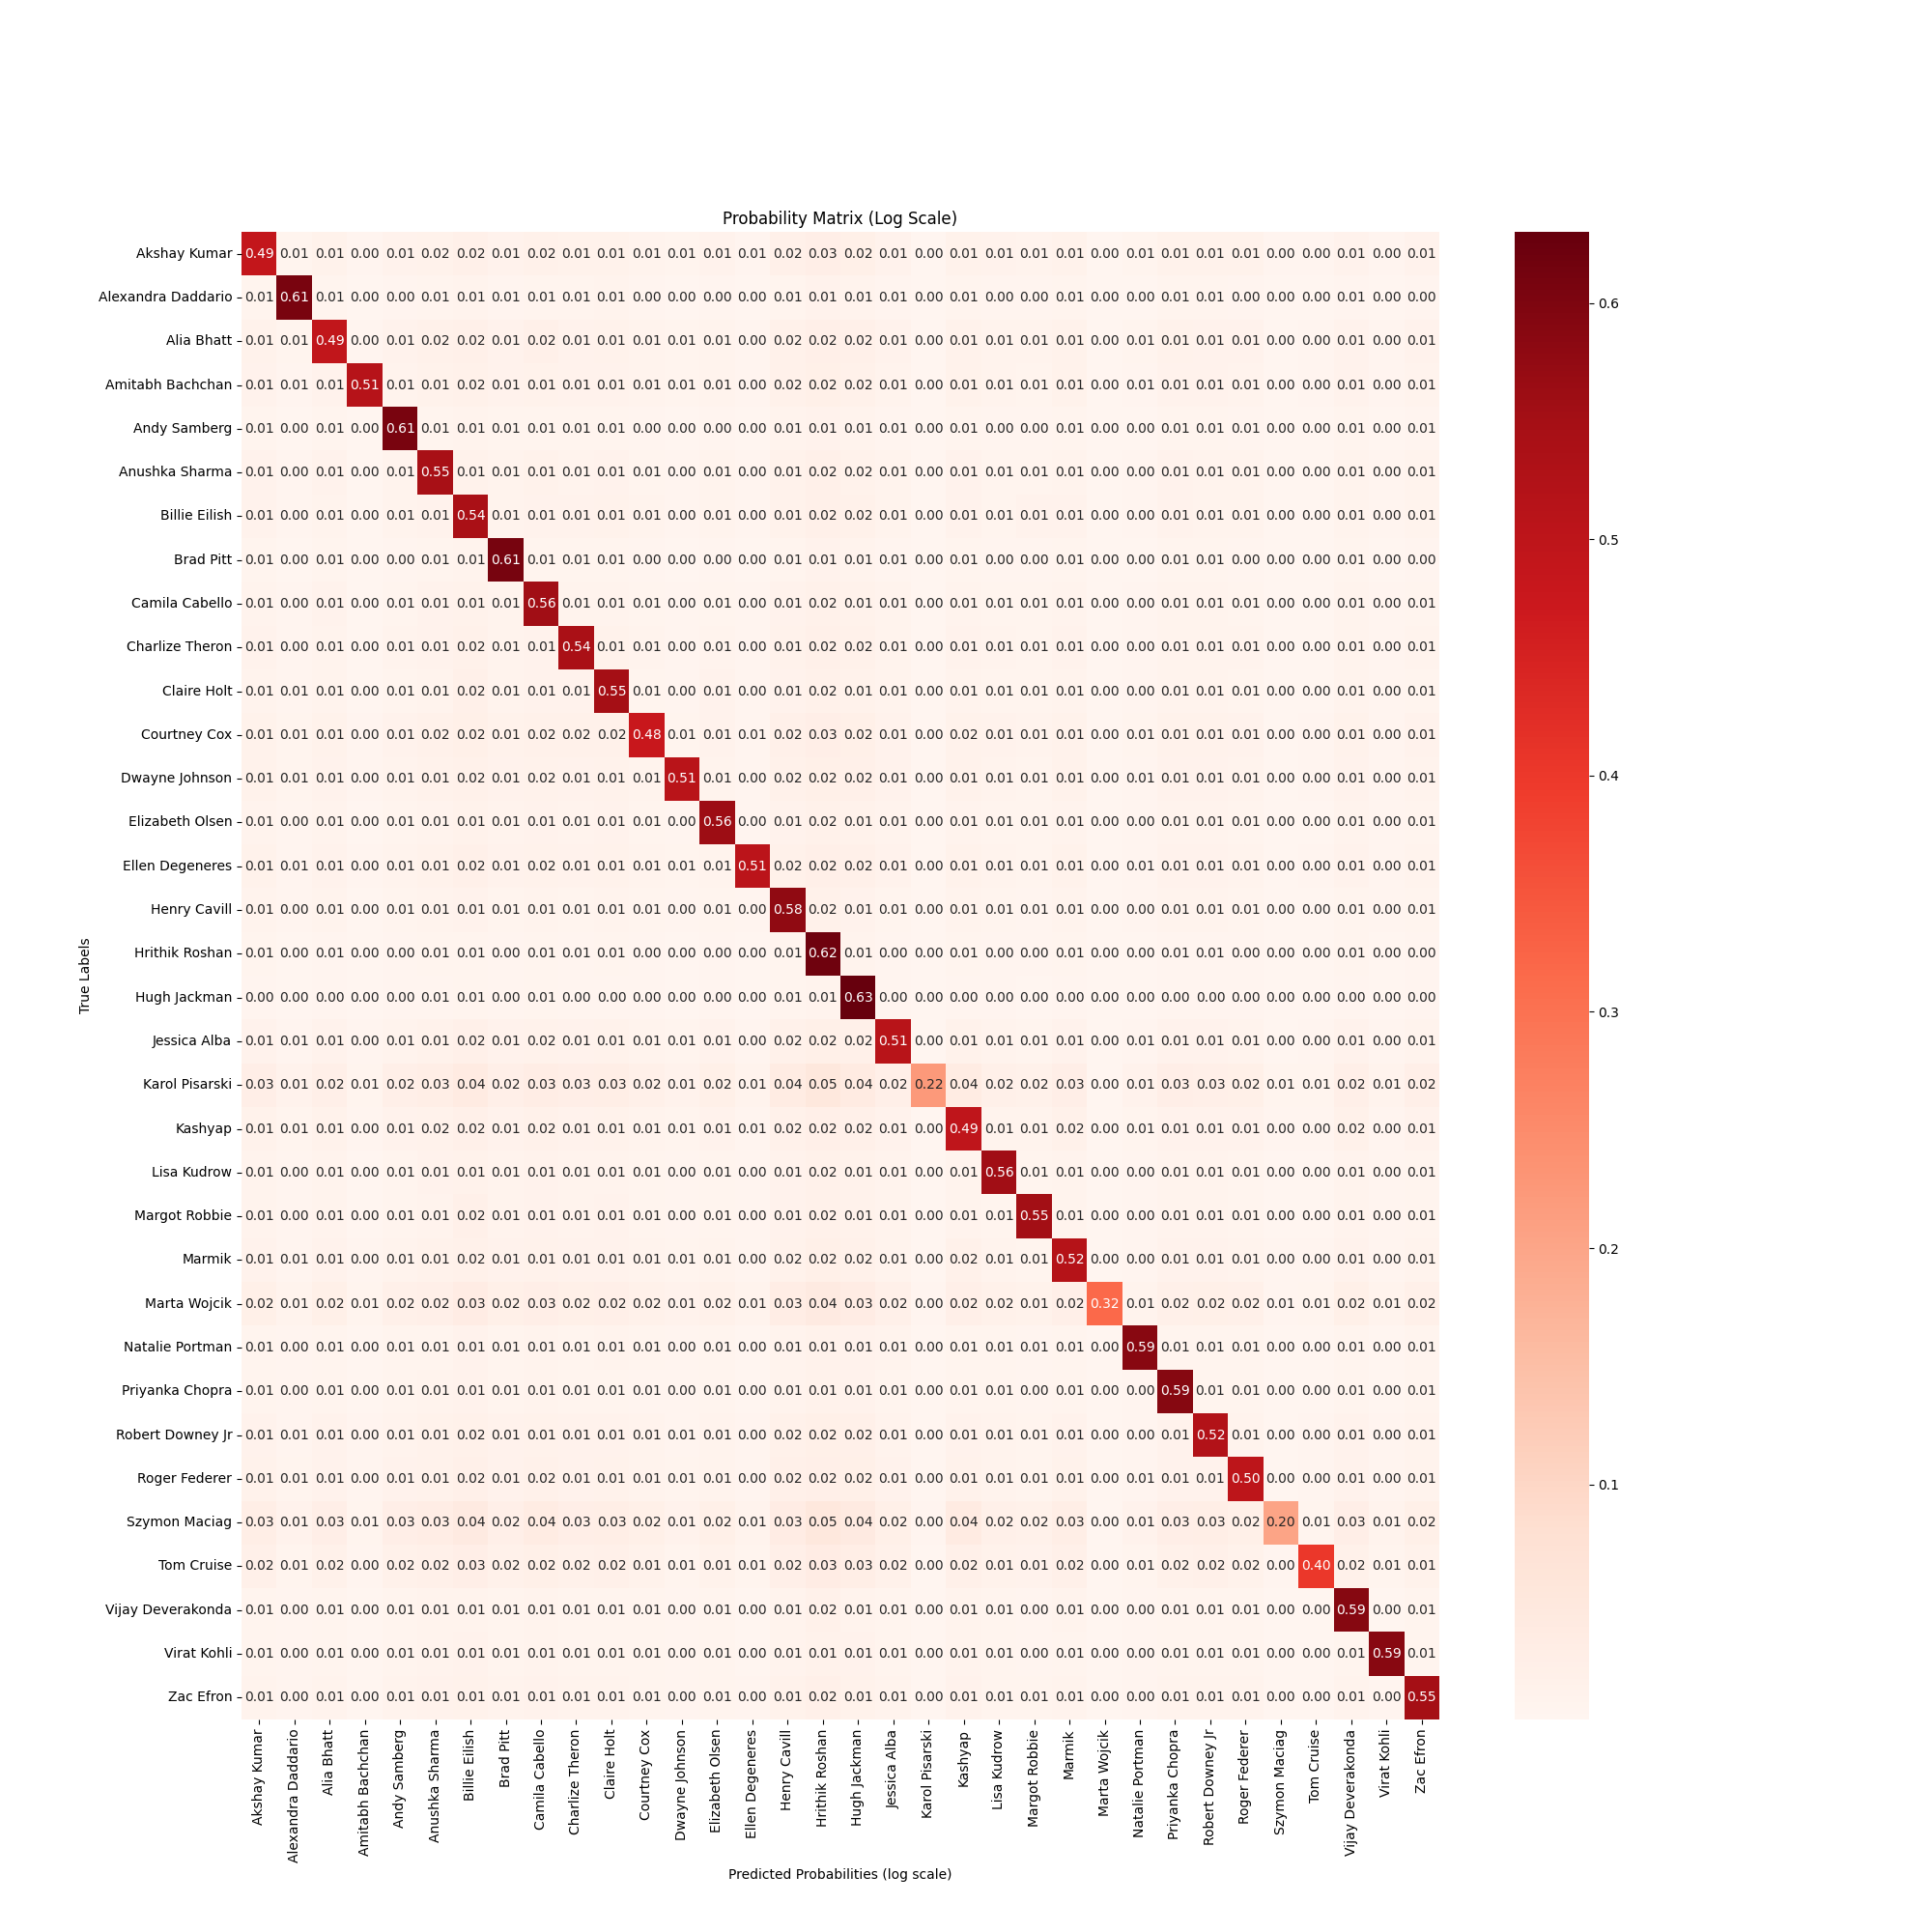 Probability Matrix (Log Scale)
Akshay Kumar 0.49 0.01 0.01 0.00 0.01 0.02 0.02 0.01 0.02 0.01 0.01 0.01 0.01 0.01 0.01 0.02 0.03 0.02 0.01 0.00 0.01 0.01 0.01 0.01 0.00 0.01 0.01 0.01 0.01 0.00 0.00 0.01 0.00 0.01
Alexandra Daddario 0.01 0.61 0.01 0.00 0.00 0.01 0.01 0.01 0.01 0.01 0.01 0.00 0.00 0.00 0.00 0.01 0.01 0.01 0.01 0.00 0.01 0.00 0.00 0.01 0.00 0.00 0.01 0.01 0.00 0.00 0.00 0.01 0.00 0.00
Alia Bhatt 0.01 0.01 0.49 0.00 0.01 0.02 0.02 0.01 0.02 0.01 0.01 0.01 0.01 0.01 0.00 0.02 0.02 0.02 0.01 0.00 0.01 0.01 0.01 0.01 0.00 0.01 0.01 0.01 0.01 0.00 0.00 0.01 0.00 0.01
Amitabh Bachchan 0.01 0.01 0.01 0.51 0.01 0.01 0.02 0.01 0.01 0.01 0.01 0.01 0.01 0.01 0.00 0.02 0.02 0.02 0.01 0.00 0.01 0.01 0.01 0.01 0.00 0.01 0.01 0.01 0.01 0.00 0.00 0.01 0.00 0.01
Andy Samberg 0.01 0.00 0.01 0.00 0.61 0.01 0.01 0.01 0.01 0.01 0.01 0.00 0.00 0.00 0.00 0.01 0.01 0.01 0.01 0.00 0.01 0.00 0.00 0.01 0.00 0.00 0.01 0.01 0.01 0.00 0.00 0.01 0.00 0.01
Anushka Sharma 0.01 0.00 0.01 0.00 0.01 0.55 0.01 0.01 0.01 0.01 0.01 0.01 0.00 0.01 0.00 0.01 0.02 0.02 0.01 0.00 0.01 0.01 0.01 0.01 0.00 0.00 0.01 0.01 0.01 0.00 0.00 0.01 0.00 0.01
Billie Eilish 0.01 0.00 0.01 0.00 0.01 0.01 0.54 0.01 0.01 0.01 0.01 0.01 0.00 0.01 0.00 0.01 0.02 0.02 0.01 0.00 0.01 0.01 0.01 0.01 0.00 0.00 0.01 0.01 0.01 0.00 0.00 0.01 0.00 0.01
Brad Pitt 0.01 0.00 0.01 0.00 0.00 0.01 0.01 0.61 0.01 0.01 0.01 0.00 0.00 0.00 0.00 0.01 0.01 0.01 0.01 0.00 0.01 0.00 0.00 0.01 0.00 0.00 0.01 0.01 0.00 0.00 0.00 0.01 0.00 0.00
Camila Cabello 0.01 0.00 0.01 0.00 0.01 0.01 0.01 0.01 0.56 0.01 0.01 0.01 0.00 0.01 0.00 0.01 0.02 0.01 0.01 0.00 0.01 0.01 0.01 0.01 0.00 0.00 0.01 0.01 0.01 0.00 0.00 0.01 0.00 0.01
Charlize Theron 0.01 0.01 0.01 0.00 0.01 0.01 0.02 0.01 0.01 0.54 0.01 0.01 0.00 0.01 0.00 0.01 0.02 0.02 0.01 0.00 0.01 0.01 0.01 0.01 0.00 0.00 0.01 0.01 0.01 0.00 0.00 0.01 0.00 0.01
Claire Holt 0.01 0.01 0.01 0.00 0.01 0.01 0.02 0.01 0.01 0.01 0.55 0.01 0.00 0.01 0.00 0.01 0.02 0.01 0.01 0.00 0.01 0.01 0.01 0.01 0.00 0.00 0.01 0.01 0.01 0.00 0.00 0.01 0.00 0.01
Courtney Cox 0.01 0.01 0.01 0.00 0.01 0.02 0.02 0.01 0.02 0.02 0.02 0.48 0.01 0.01 0.01 0.02 0.03 0.02 0.01 0.00 0.02 0.01 0.01 0.01 0.00 0.01 0.01 0.01 0.01 0.00 0.00 0.01 0.00 0.01
Dwayne Johnson 0.01 0.01 0.01 0.00 0.01 0.01 0.02 0.01 0.02 0.01 0.01 0.01 0.51 0.01 0.00 0.02 0.02 0.02 0.01 0.00 0.01 0.01 0.01 0.01 0.00 0.01 0.01 0.01 0.01 0.00 0.00 0.01 0.00 0.01
Elizabeth Olsen 0.01 0.00 0.01 0.00 0.01 0.01 0.01 0.01 0.01 0.01 0.01 0.01 0.00 0.56 0.00 0.01 0.02 0.01 0.01 0.00 0.01 0.01 0.01 0.01 0.00 0.00 0.01 0.01 0.01 0.00 0.00 0.01 0.00 0.01
Ellen Degeneres 0.01 0.01 0.01 0.00 0.01 0.01 0.02 0.01 0.02 0.01 0.01 0.01 0.01 0.01 0.51 0.02 0.02 0.02 0.01 0.00 0.01 0.01 0.01 0.01 0.00 0.01 0.01 0.01 0.01 0.00 0.00 0.01 0.00 0.01
Henry Cavill 0.01 0.00 0.01 0.00 0.01 0.01 0.01 0.01 0.01 0.01 0.01 0.01 0.00 0.01 0.00 0.58 0.02 0.01 0.01 0.00 0.01 0.01 0.01 0.01 0.00 0.00 0.01 0.01 0.01 0.00 0.00 0.01 0.00 0.01
Hrithik Roshan 0.01 0.00 0.01 0.00 0.01 0.01 0.01 0.00 0.01 0.01 0.01 0.00 0.00 0.00 0.00 0.01 0.62 0.01 0.00 0.00 0.01 0.00 0.00 0.01 0.00 0.00 0.01 0.01 0.00 0.00 0.00 0.01 0.00 0.00
Hugh Jackman 0.00 0.00 0.00 0.00 0.00 0.01 0.01 0.00 0.01 0.00 0.00 0.00 0.00 0.00 0.00 0.01 0.01 0.63 0.00 0.00 0.00 0.00 0.00 0.00 0.00 0.00 0.00 0.00 0.00 0.00 0.00 0.00 0.00 0.00
Jessica Alba 0.01 0.01 0.01 0.00 0.01 0.01 0.02 0.01 0.02 0.01 0.01 0.01 0.01 0.01 0.00 0.02 0.02 0.02 0.51 0.00 0.01 0.01 0.01 0.01 0.00 0.01 0.01 0.01 0.01 0.00 0.00 0.01 0.00 0.01
Karol Pisarski 0.03 0.01 0.02 0.01 0.02 0.03 0.04 0.02 0.03 0.03 0.03 0.02 0.01 0.02 0.01 0.04 0.05 0.04 0.02 0.22 0.04 0.02 0.02 0.03 0.00 0.01 0.03 0.03 0.02 0.01 0.01 0.02 0.01 0.02
Kashyap 0.01 0.01 0.01 0.00 0.01 0.02 0.02 0.01 0.02 0.01 0.01 0.01 0.01 0.01 0.01 0.02 0.02 0.02 0.01 0.00 0.49 0.01 0.01 0.02 0.00 0.01 0.01 0.01 0.01 0.00 0.00 0.02 0.00 0.01
Lisa Kudrow 0.01 0.00 0.01 0.00 0.01 0.01 0.01 0.01 0.01 0.01 0.01 0.01 0.00 0.01 0.00 0.01 0.02 0.01 0.01 0.00 0.01 0.56 0.01 0.01 0.00 0.00 0.01 0.01 0.01 0.00 0.00 0.01 0.00 0.01
Margot Robbie 0.01 0.00 0.01 0.00 0.01 0.01 0.02 0.01 0.01 0.01 0.01 0.01 0.00 0.01 0.00 0.01 0.02 0.01 0.01 0.00 0.01 0.01 0.55 0.01 0.00 0.00 0.01 0.01 0.01 0.00 0.00 0.01 0.00 0.01
Marmik 0.01 0.01 0.01 0.00 0.01 0.01 0.02 0.01 0.01 0.01 0.01 0.01 0.01 0.01 0.00 0.02 0.02 0.02 0.01 0.00 0.02 0.01 0.01 0.52 0.00 0.00 0.01 0.01 0.01 0.00 0.00 0.01 0.00 0.01
Marta Wojcik 0.02 0.01 0.02 0.01 0.02 0.02 0.03 0.02 0.03 0.02 0.02 0.02 0.01 0.02 0.01 0.03 0.04 0.03 0.02 0.00 0.02 0.02 0.01 0.02 0.32 0.01 0.02 0.02 0.02 0.01 0.01 0.02 0.01 0.02
Natalie Portman 0.01 0.00 0.01 0.00 0.01 0.01 0.01 0.01 0.01 0.01 0.01 0.01 0.00 0.01 0.00 0.01 0.01 0.01 0.01 0.00 0.01 0.01 0.01 0.01 0.00 0.59 0.01 0.01 0.01 0.00 0.00 0.01 0.00 0.01
Priyanka Chopra 0.01 0.00 0.01 0.00 0.01 0.01 0.01 0.01 0.01 0.01 0.01 0.00 0.00 0.01 0.00 0.01 0.01 0.01 0.01 0.00 0.01 0.01 0.00 0.01 0.00 0.00 0.59 0.01 0.01 0.00 0.00 0.01 0.00 0.01
Robert Downey Jr 0.01 0.01 0.01 0.00 0.01 0.01 0.02 0.01 0.01 0.01 0.01 0.01 0.00 0.01 0.00 0.02 0.02 0.02 0.01 0.00 0.01 0.01 0.01 0.01 0.00 0.00 0.01 0.52 0.01 0.00 0.00 0.01 0.00 0.01
Roger Federer 0.01 0.01 0.01 0.00 0.01 0.01 0.02 0.01 0.02 0.01 0.01 0.01 0.01 0.01 0.00 0.02 0.02 0.02 0.01 0.00 0.01 0.01 0.01 0.01 0.00 0.01 0.01 0.01 0.50 0.00 0.00 0.01 0.00 0.01
Szymon Maciag 0.03 0.01 0.03 0.01 0.03 0.03 0.04 0.02 0.04 0.03 0.03 0.02 0.01 0.02 0.01 0.03 0.05 0.04 0.02 0.00 0.04 0.02 0.02 0.03 0.00 0.01 0.03 0.03 0.02 0.20 0.01 0.03 0.01 0.02
Tom Cruise 0.02 0.01 0.02 0.00 0.02 0.02 0.03 0.02 0.02 0.02 0.02 0.01 0.01 0.01 0.01 0.02 0.03 0.03 0.02 0.00 0.02 0.01 0.01 0.02 0.00 0.01 0.02 0.02 0.02 0.00 0.40 0.02 0.01 0.01
Vijay Deverakonda 0.01 0.00 0.01 0.00 0.01 0.01 0.01 0.01 0.01 0.01 0.01 0.01 0.00 0.01 0.00 0.01 0.02 0.01 0.01 0.00 0.01 0.01 0.00 0.01 0.00 0.00 0.01 0.01 0.01 0.00 0.00 0.59 0.00 0.01
Virat Kohli 0.01 0.00 0.01 0.00 0.01 0.01 0.01 0.01 0.01 0.01 0.01 0.01 0.00 0.01 0.00 0.01 0.01 0.01 0.01 0.00 0.01 0.01 0.00 0.01 0.00 0.00 0.01 0.01 0.01 0.00 0.00 0.01 0.59 0.01
Zac Efron 0.01 0.00 0.01 0.00 0.01 0.01 0.01 0.01 0.01 0.01 0.01 0.01 0.00 0.01 0.00 0.01 0.02 0.01 0.01 0.00 0.01 0.01 0.01 0.01 0.00 0.00 0.01 0.01 0.01 0.00 0.00 0.01 0.00 0.55
True Labels
Akshay Kumar
Alexandra Daddario
Alia Bhatt
Amitabh Bachchan
Andy Samberg
Anushka Sharma
Billie Eilish
Brad Pitt
Camila Cabello
Charlize Theron
Claire Holt
Courtney Cox
Dwayne Johnson
Elizabeth Olsen
Ellen Degeneres
Henry Cavill
Hrithik Roshan
Hugh Jackman
Jessica Alba
Karol Pisarski
Kashyap
Lisa Kudrow
Margot Robbie
Marmik
Marta Wojcik
Natalie Portman
Priyanka Chopra
Robert Downey Jr
Roger Federer
Szymon Maciag
Tom Cruise
Vijay Deverakonda
Virat Kohli
Zac Efron
Predicted Probabilities (log scale)
0.6
0.5
0.4
0.3
0.2
0.1